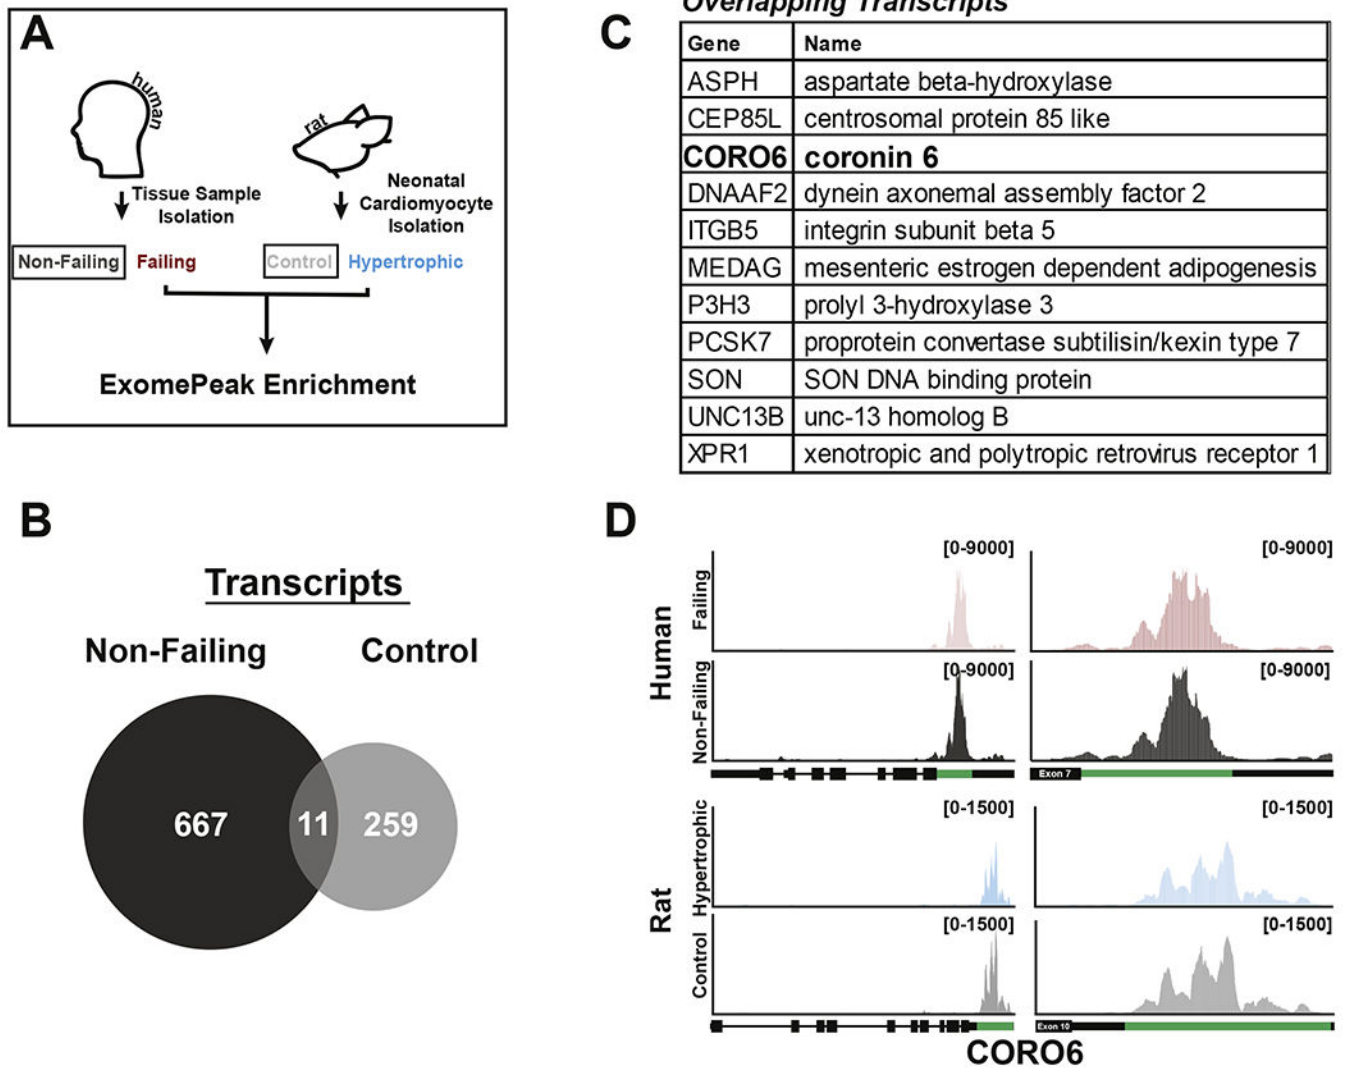 A
human
rat
Tissue Sample
Isolation
Neonatal
Cardiomyocyte
Isolation
Non-Failing Failing
Control Hypertrophic
ExomePeak Enrichment
B
Transcripts
Non-Failing Control
667 11 259
C
Overlapping Transcripts
Gene Name
ASPH aspartate beta-hydroxylase
CEP85L centrosomal protein 85 like
CORO6 coronin 6
DNAAF2 dynein axonemal assembly factor 2
ITGB5 integrin subunit beta 5
MEDAG mesenteric estrogen dependent adipogenesis
P3H3 prolyl 3-hydroxylase 3
PCSK7 proprotein convertase subtilisin/kexin type 7
SON SON DNA binding protein
UNC13B unc-13 homolog B
XPR1 xenotropic and polytropic retrovirus receptor 1
D
Human
Failing
[0-9000] [0-9000]
Non-Failing
[0-9000] [0-9000]
Exon 7
Rat
Hypertrophic
[0-1500] [0-1500]
Control
[0-1500] [0-1500]
Exon 10
CORO6